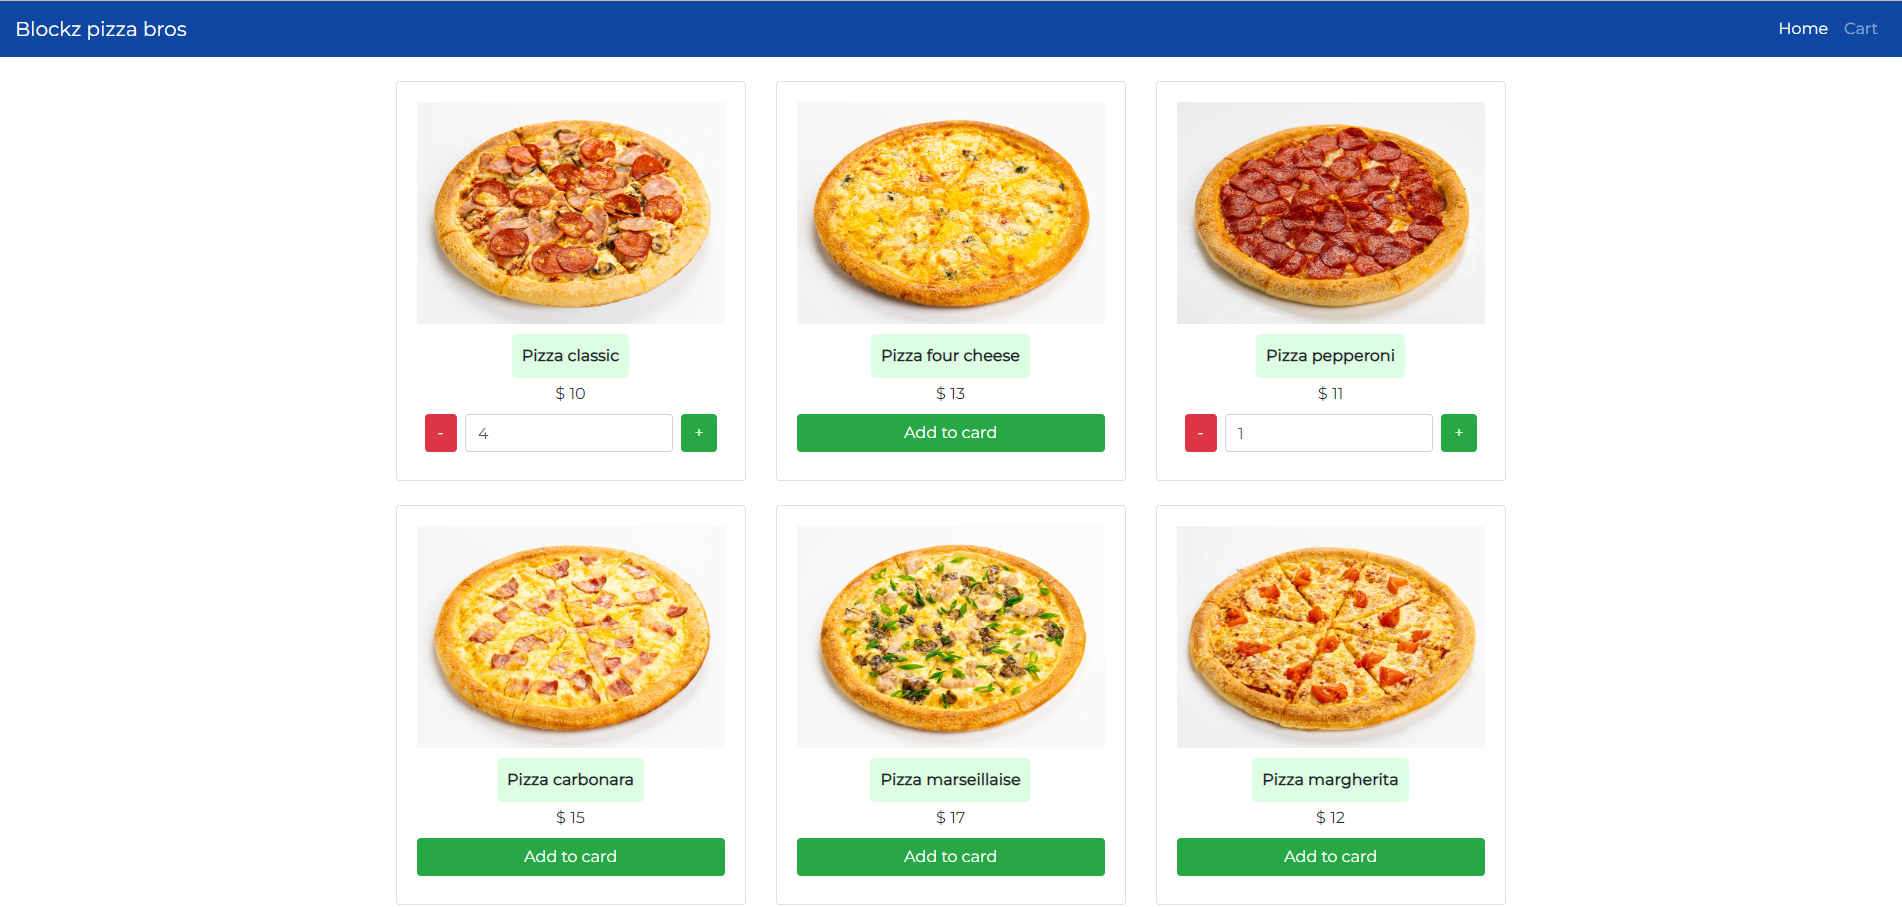 Blockz pizza bros
Home Cart
Pizza classic
$ 10
- 4 +
Pizza four cheese
$ 13
Add to card
Pizza pepperoni
$ 11
- 1 +
Pizza carbonara
$ 15
Add to card
Pizza marseillaise
$ 17
Add to card
Pizza margherita
$ 12
Add to card